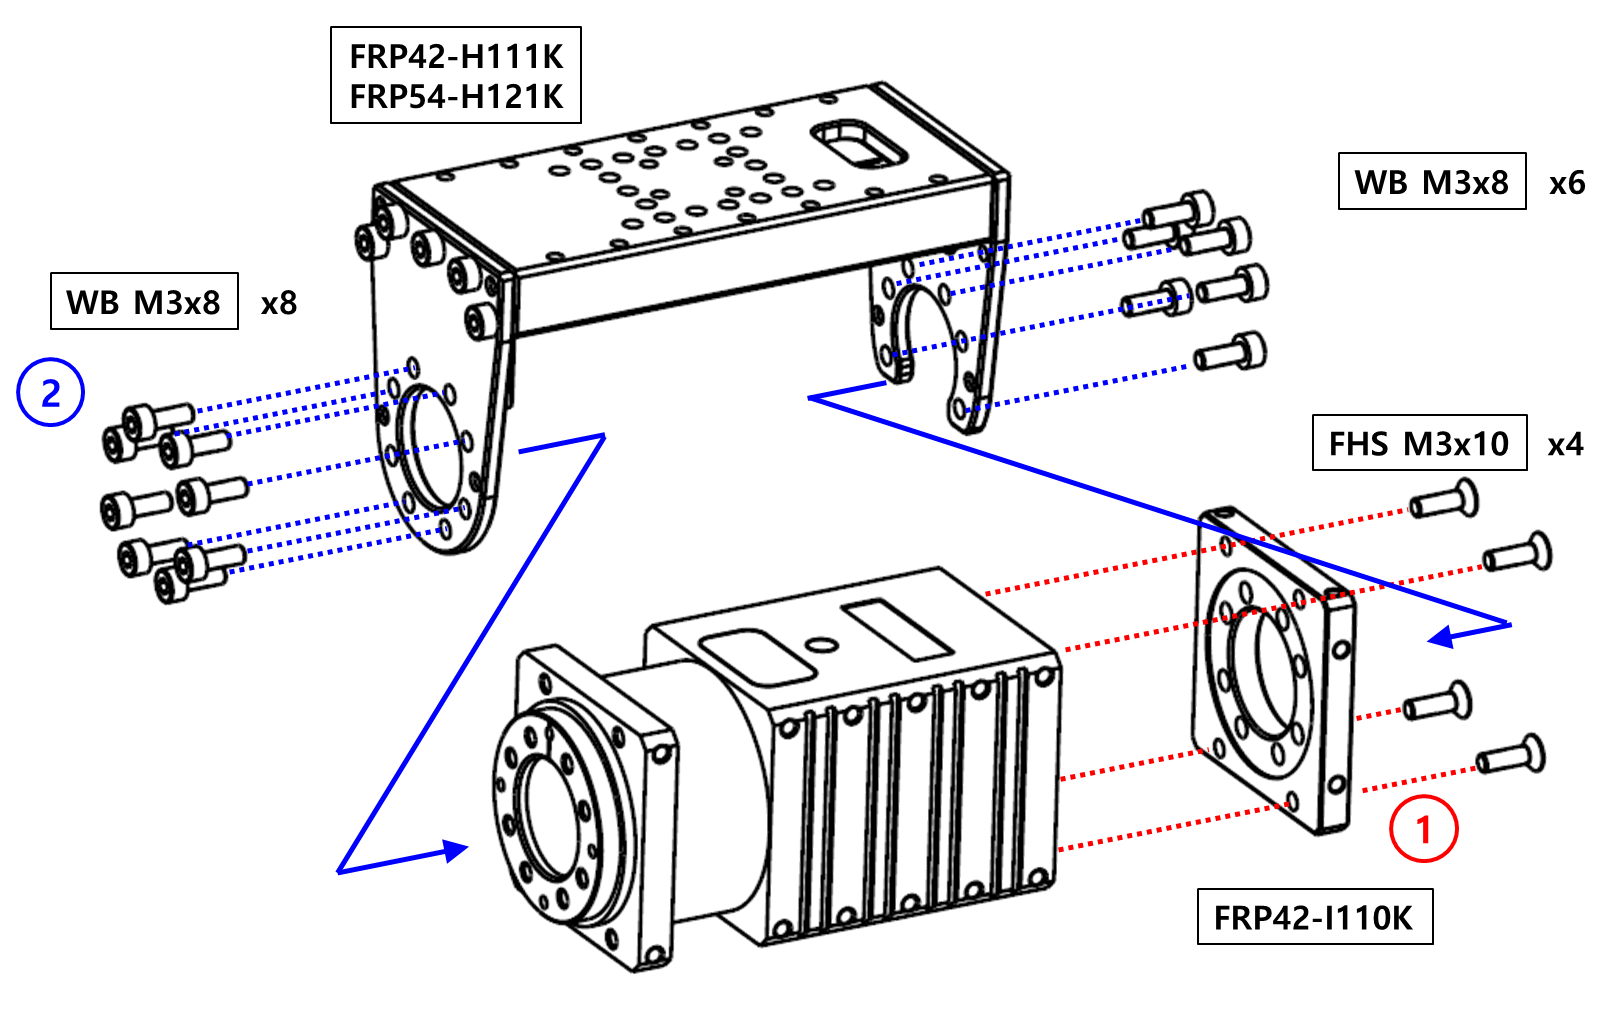 FRP42-H111K
FRP54-H121K
WB M3x8 x6
WB M3x8 x8
2
FHS M3x10 x4
1
FRP42-I110K